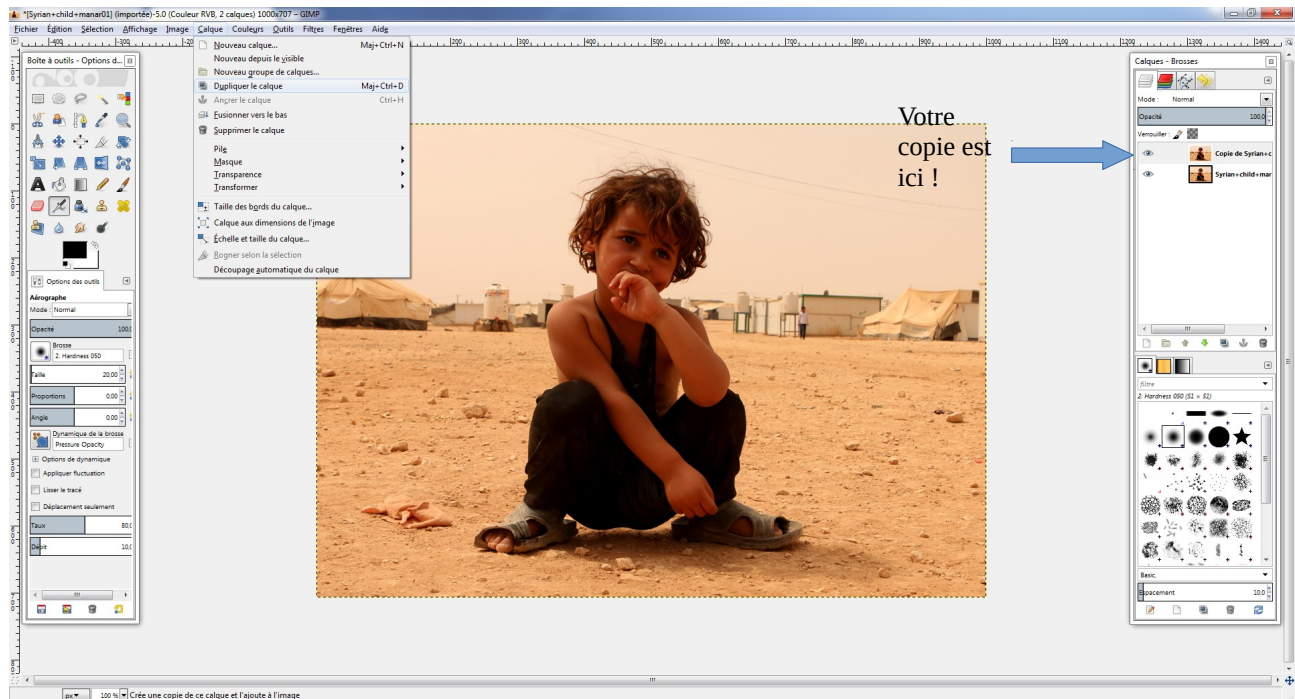 *[Syrian+child+manar01] (importée)-5.0 (Couleur RVB, 2 calques) 1000x707 – GIMP
Fichier Édition Sélection Affichage Image Calque Couleurs Outils Filtres Fenêtres Aide
Boîte à outils - Options d...
Aérographe
Options des outils
Mode : Normal
Opacité 100,0
Brosse
2. Hardness 050
Taille 20,00
Proportions 0,00
Angle 0,00
Dynamique de la brosse
Pressure Opacity
Options de dynamique
Appliquer fluctuation
Lisser le tracé
Déplacement seulement
Taux 80,0
Débit 10,0
Nouveau calque... Maj+Ctrl+N
Nouveau depuis le visible
Nouveau groupe de calques...
Dupliquer le calque Maj+Ctrl+D
Ancrer le calque Ctrl+H
Fusionner vers le bas
Supprimer le calque
Pile
Masque
Transparence
Transformer
Taille des bords du calque...
Calque aux dimensions de l'image
Échelle et taille du calque...
Rogner selon la sélection
Découpage automatique du calque
Votre
copie est
ici !
Calques - Brosses
Mode : Normal
Opacité 100,0
Verrouiller :
Copie de Syrian+c
Syrian+child+mar
filtre
2. Hardness 050 (51 × 51)
Basic,
Espacement 10,0
px 100 % Crée une copie de ce calque et l'ajoute à l'image